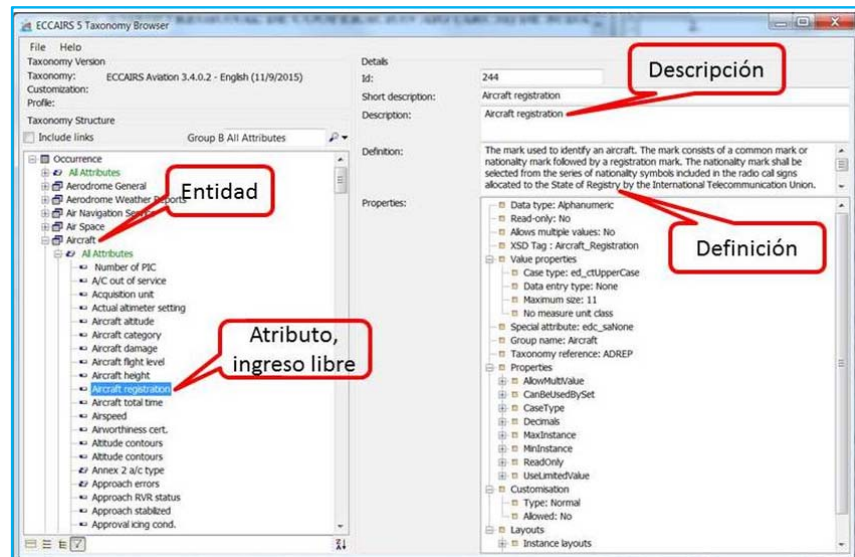 ECCAIRS 5 Taxonomy Browser
File Help
Taxonomy Version
Taxonomy: ECCAIRS Aviation 3.4.0.2 - English (11/9/2015)
Customization:
Profile:
Taxonomy Structure
Include links Group B All Attributes
Occurrence
All Attributes
Aerodrome General
Aerodrome Weather Reports
Air Navigation Service
Air Space
Aircraft
All Attributes
Number of PIC
A/C out of service
Acquisition unit
Actual altimeter setting
Aircraft altitude
Aircraft category
Aircraft damage
Aircraft flight level
Aircraft height
Aircraft registration
Aircraft total time
Airspeed
Airworthiness cert.
Altitude contours
Altitude contours
Annex 2 a/c type
Approach errors
Approach RVR status
Approach stabilized
Approval icing cond.
Entidad
Atributo,
ingreso libre
Details
Id: 244
Short description: Aircraft registration
Description: Aircraft registration
Definition: The mark used to identify an aircraft. The mark consists of a common mark or
nationality mark followed by a registration mark. The nationality mark shall be
selected from the series of nationality symbols included in the radio call signs
allocated to the State of Registry by the International Telecommunication Union.
Descripción
Definición
Properties:
Data type: Alphanumeric
Read-only: No
Allows multiple values: No
XSD Tag : Aircraft_Registration
Value properties
Case type: ed_ctUpperCase
Data entry type: None
Maximum size: 11
No measure unit class
Special attribute: edc_saNone
Group name: Aircraft
Taxonomy reference: ADREP
Properties
AllowMultiValue
CanBeUsedBySet
CaseType
Decimals
MaxInstance
MinInstance
ReadOnly
UseLimitedValue
Customisation
Type: Normal
Allowed: No
Layouts
Instance layouts